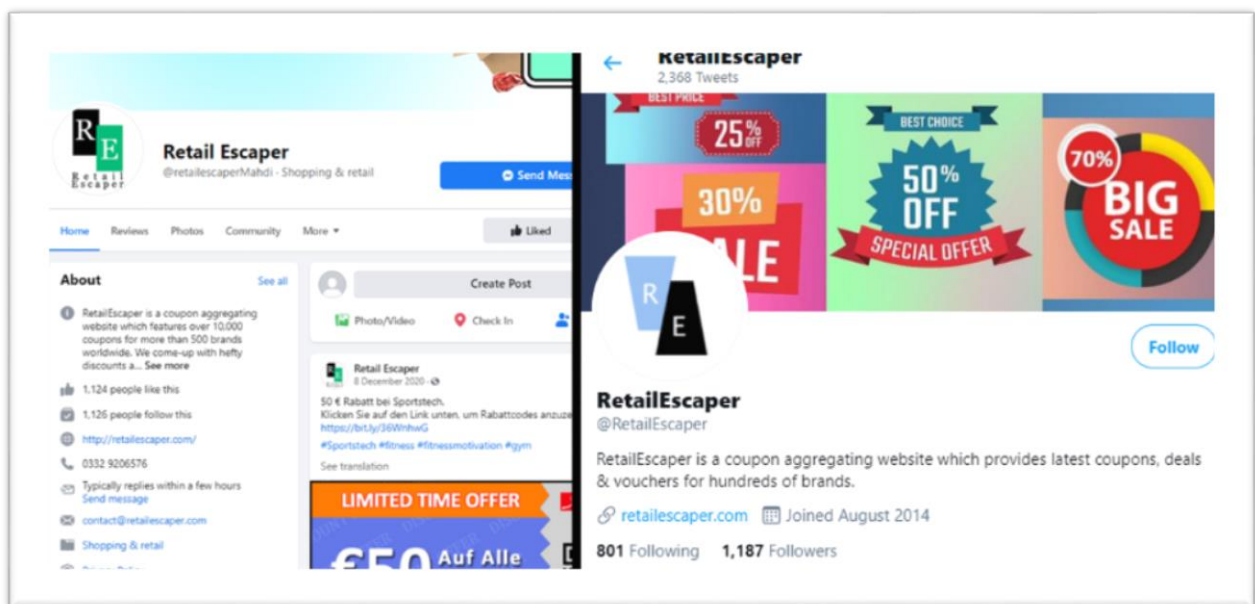 R
E
Retail
Escaper
Retail Escaper
@retailescaperMahdi · Shopping & retail
Send
Home Reviews Photos Community More
Liked
About
See all
RetailEscaper is a coupon aggregating
website which features over 10,000
coupons for more than 500 brands
worldwide. We come-up with hefty
discounts a... See more
1,124 people like this
1,126 people follow this
http://retailescaper.com/
0332 9206576
Typically replies within a few hours
Send message
contact@retailescaper.com
Shopping & retail
Create Post
Photo/Video Check In
Retail Escaper
8 December 2020 ·
50 € Rabatt bei Sportstech.
Klicken Sie auf den Link unten, um Rabattcodes
https://bit.ly/36WnhwG
#Sportstech #fitness #fitnessmotivation #gym
See translation
LIMITED TIME OFFER
€50 Auf Alle
RetailEscaper
2,368 Tweets
BEST PRICE
25% OFF
30%
BEST CHOICE
50%
OFF
SPECIAL OFFER
70%
BIG
SALE
R
E
Follow
RetailEscaper
@RetailEscaper
RetailEscaper is a coupon aggregating website which provides latest coupons, deals
& vouchers for hundreds of brands.
retailescaper.com Joined August 2014
801 Following 1,187 Followers